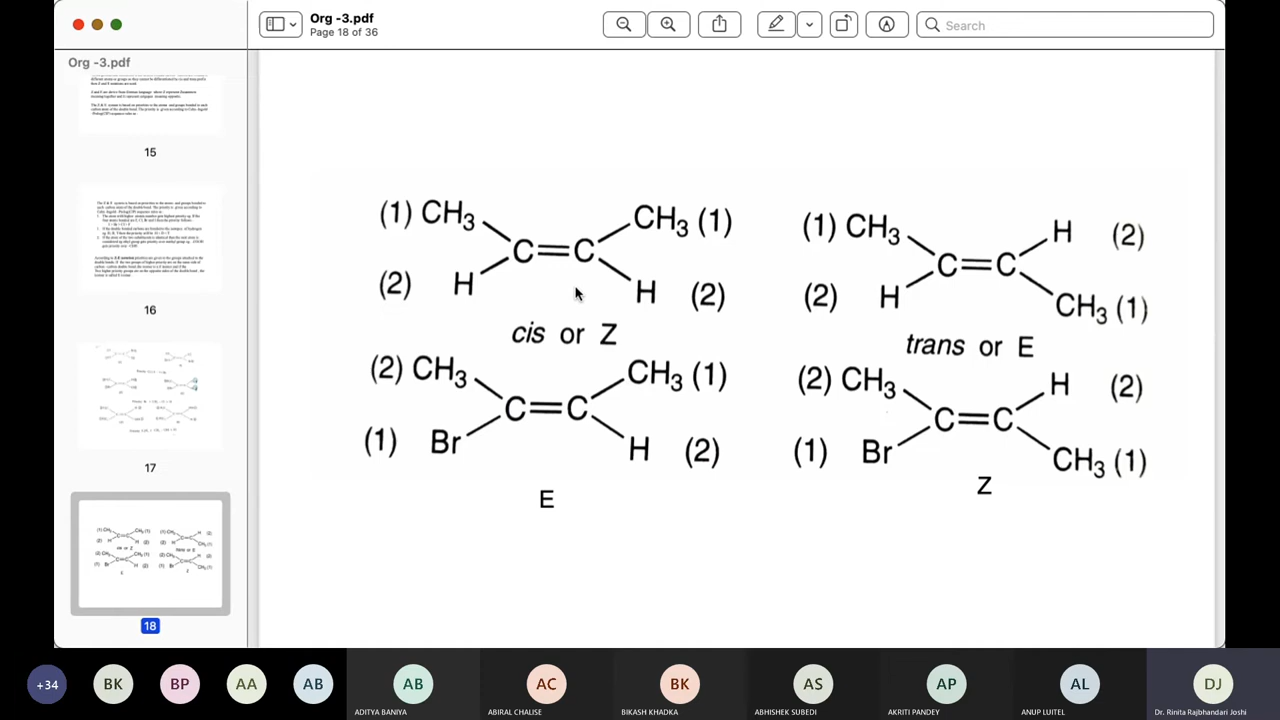 Org -3.pdf
Page 18 of 36
Search
Org -3.pdf
15
16
17
18
(1) CH3 CH3 (1)
C=C
(2) H H (2)
cis or Z
(1) CH3 H (2)
C=C
(2) H CH3 (1)
trans or E
(2) CH3 CH3 (1)
C=C
(1) Br H (2)
E
(2) CH3 H (2)
C=C
(1) Br CH3 (1)
Z
+34
BK
BP
AA
AB
AB
ADITYA BANIYA
AC
ABIRAL CHALISE
BK
BIKASH KHADKA
AS
ABHISHEK SUBEDI
AP
AKRITI PANDEY
AL
ANUP LUITEL
DJ
Dr. Rinita Rajbhandari Joshi